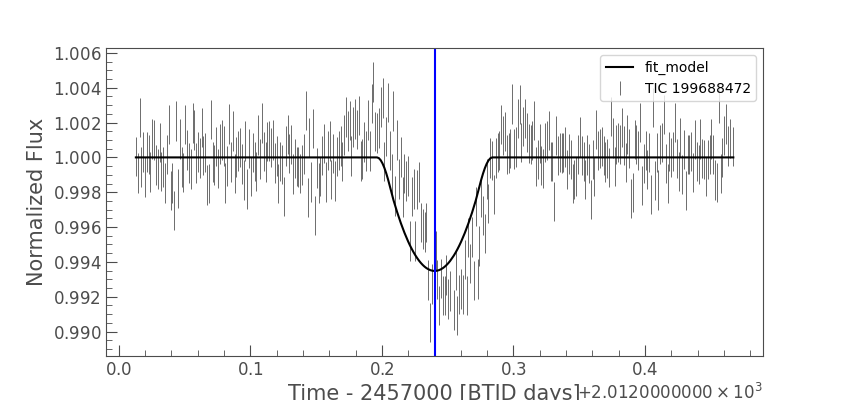 1.006
1.004
1.002
1.000
0.998
0.996
0.994
0.992
0.990
Normalized Flux
fit_model
TIC 199688472
0.0
0.1
0.2
0.3
0.4
Time - 2457000 [BTJD days]
+2.0120000000 × 10³